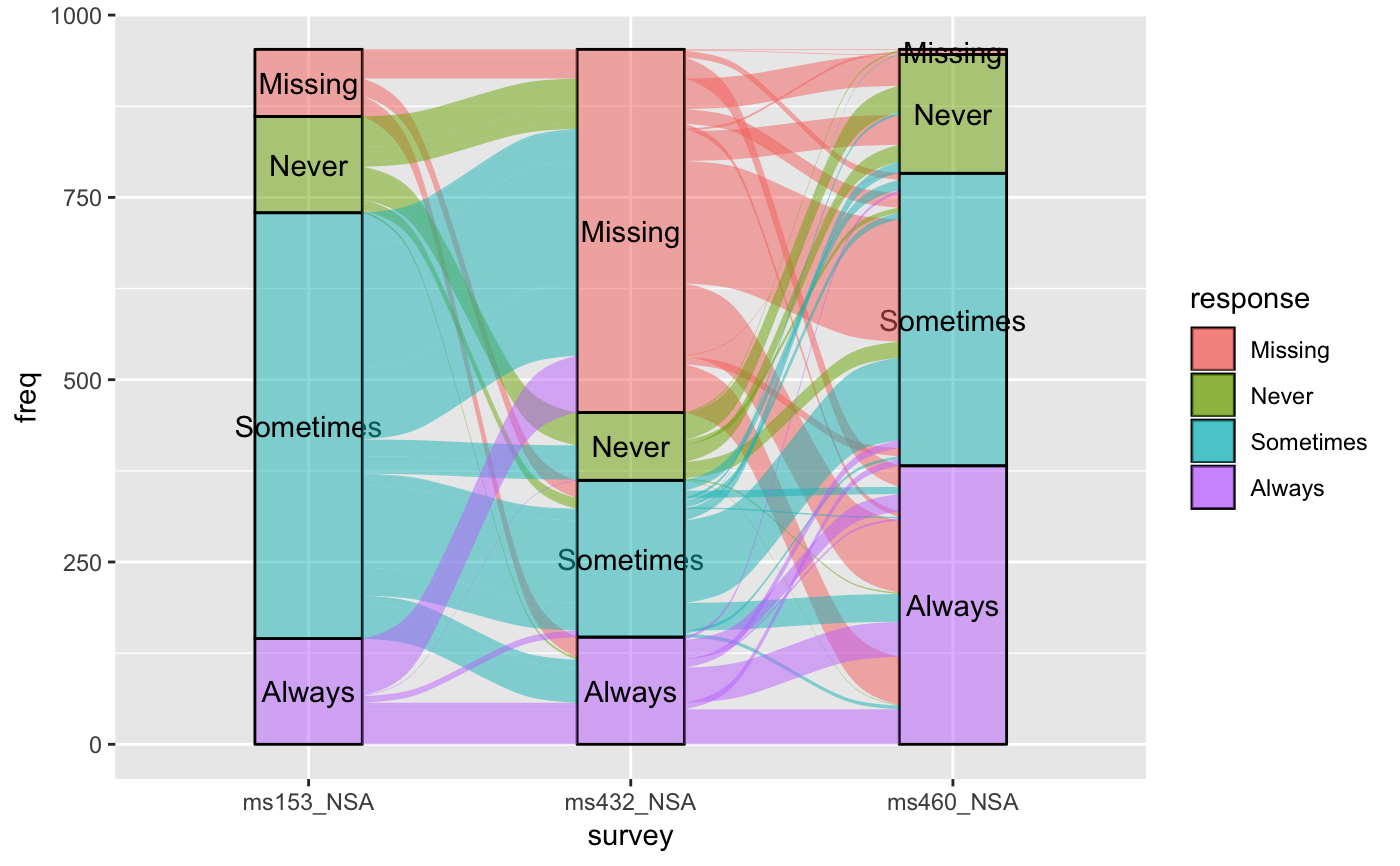 1000
750
500
250
0
freq
Missing
Never
Sometimes
Always
Missing
Never
Sometimes
Always
Missing
Never
Sometimes
Always
ms153_NSA
ms432_NSA
ms460_NSA
survey
response
Missing
Never
Sometimes
Always